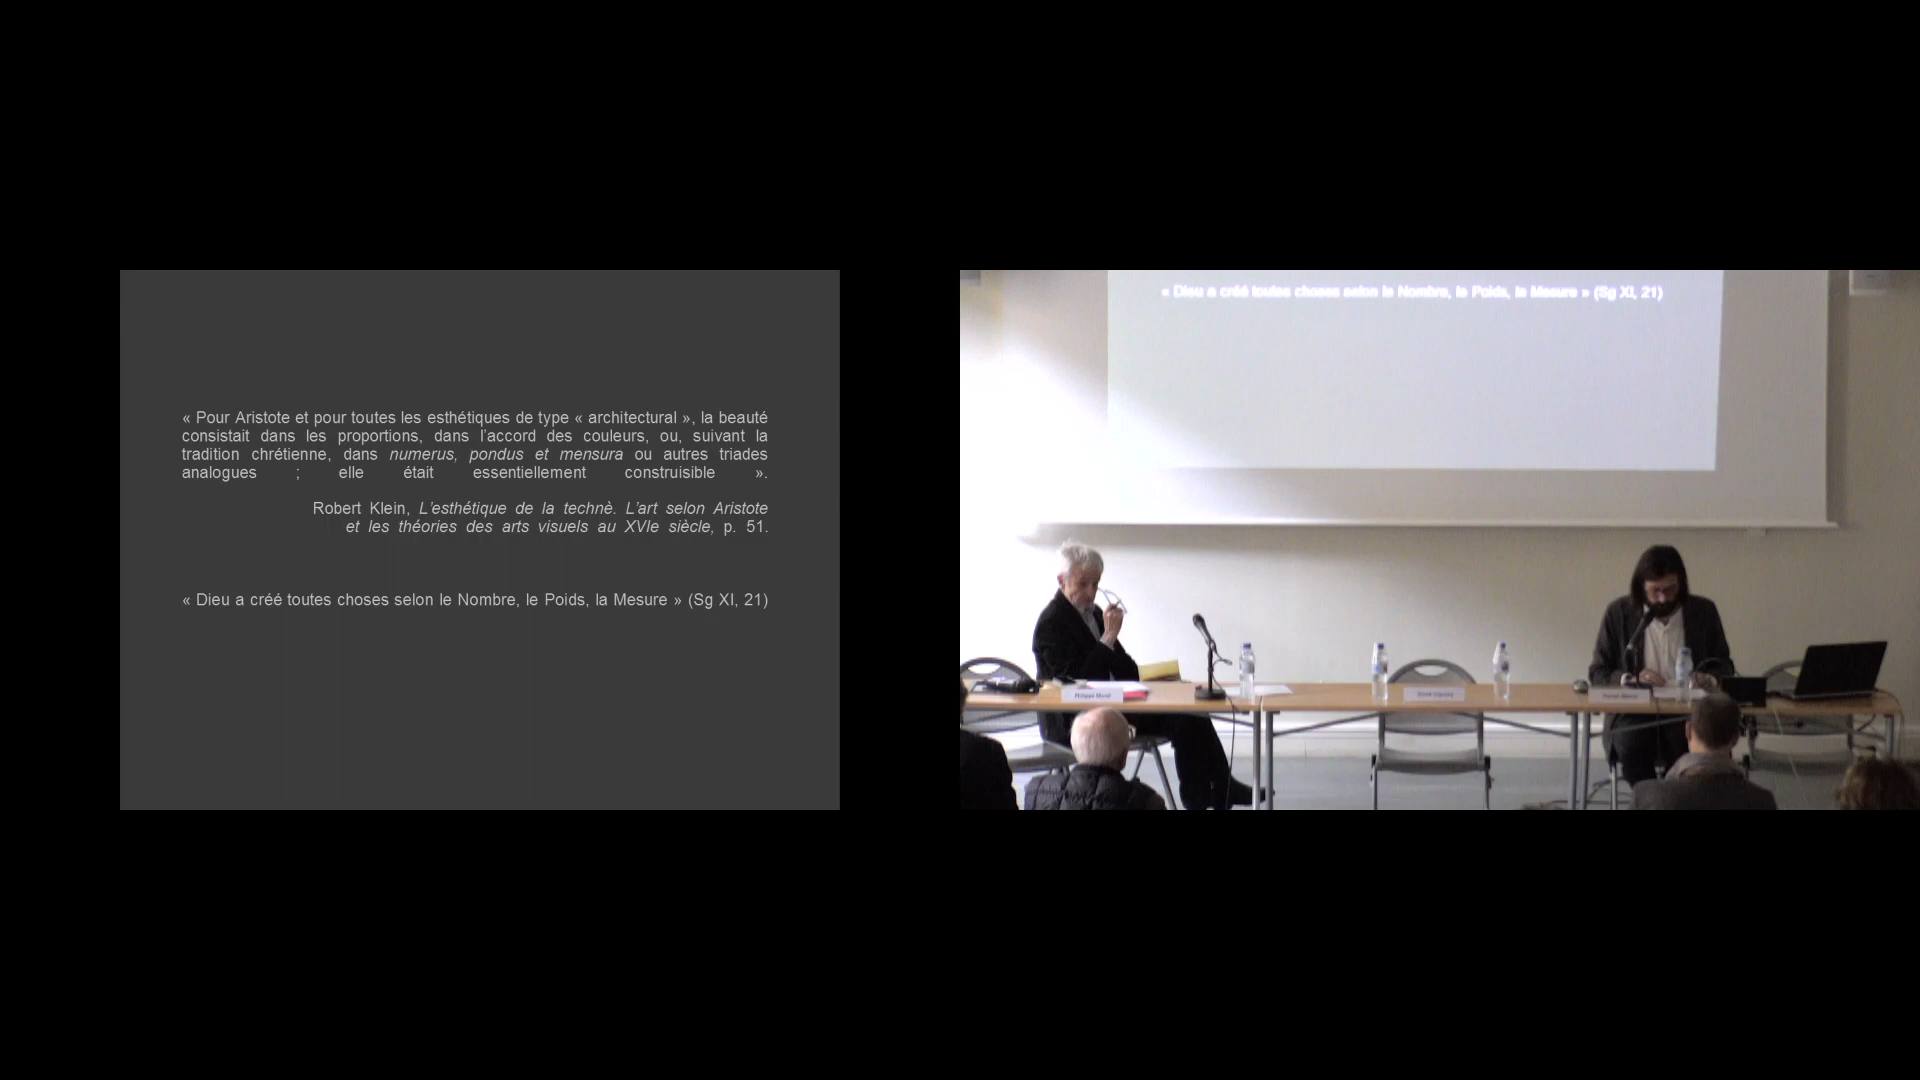 « Pour Aristote et pour toutes les esthétiques de type « architectural », la beauté
consistait dans les proportions, dans l’accord des couleurs, ou, suivant la
tradition chrétienne, dans numerus, pondus et mensura ou autres triades
analogues ; elle était essentiellement construisible ».
Robert Klein, L’esthétique de la technè. L’art selon Aristote
et les théories des arts visuels au XVIe siècle, p. 51.
« Dieu a créé toutes choses selon le Nombre, le Poids, la Mesure » (Sg XI, 21)
« Dieu a créé toutes choses selon le Nombre, le Poids, la Mesure » (Sg XI, 21)